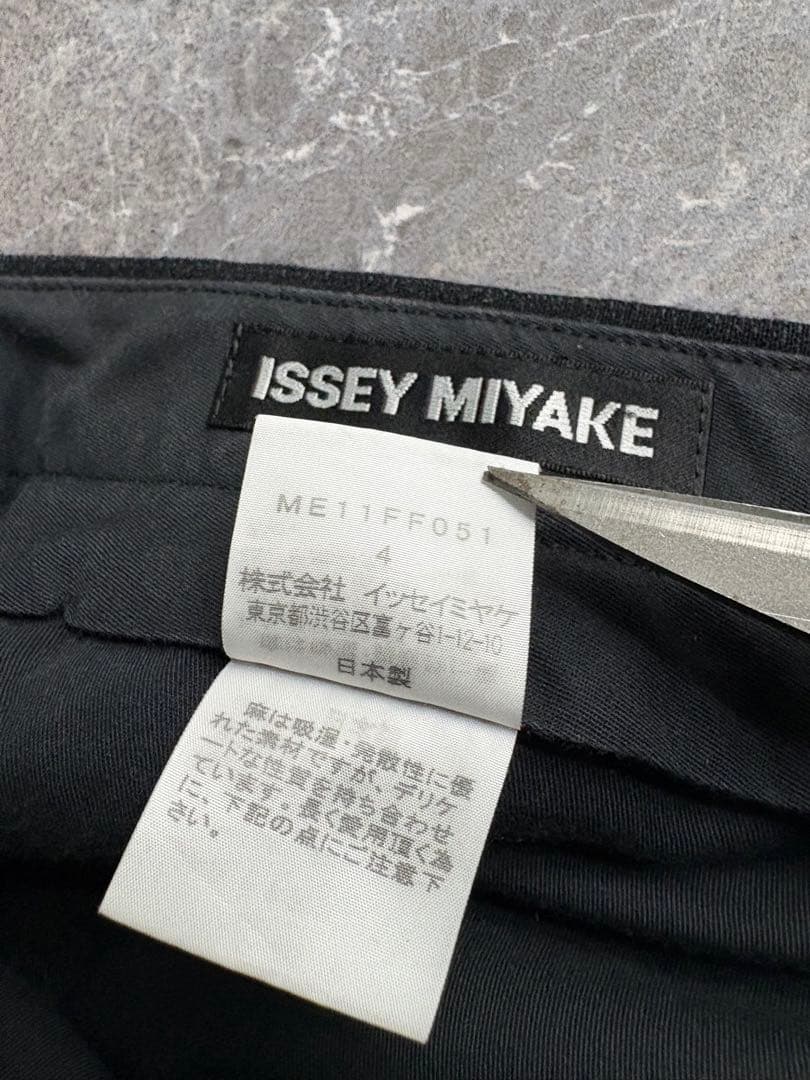 ISSEY MIYAKE
ME11FF051
4
株式会社 イッセイミヤケ
東京都渋谷区富ヶ谷1-12-10
日本製
麻は吸湿・発散性に優
れた素材ですが、デリケ
ートな性質を持ち合わせ
ています。長く愛用頂く為
に、下記の点にご注意下
さい。